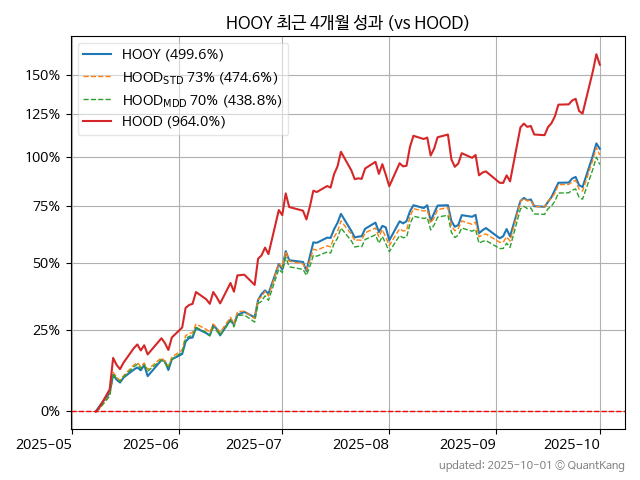 HOOY 최근 4개월 성과 (vs HOOD)
HOOY (499.6%)
HOOD_STD 73% (474.6%)
HOOD_MDD 70% (438.8%)
HOOD (964.0%)
150%
125%
100%
75%
50%
25%
0%
2025-05 2025-06 2025-07 2025-08 2025-09 2025-10
updated: 2025-10-01 © QuantKang